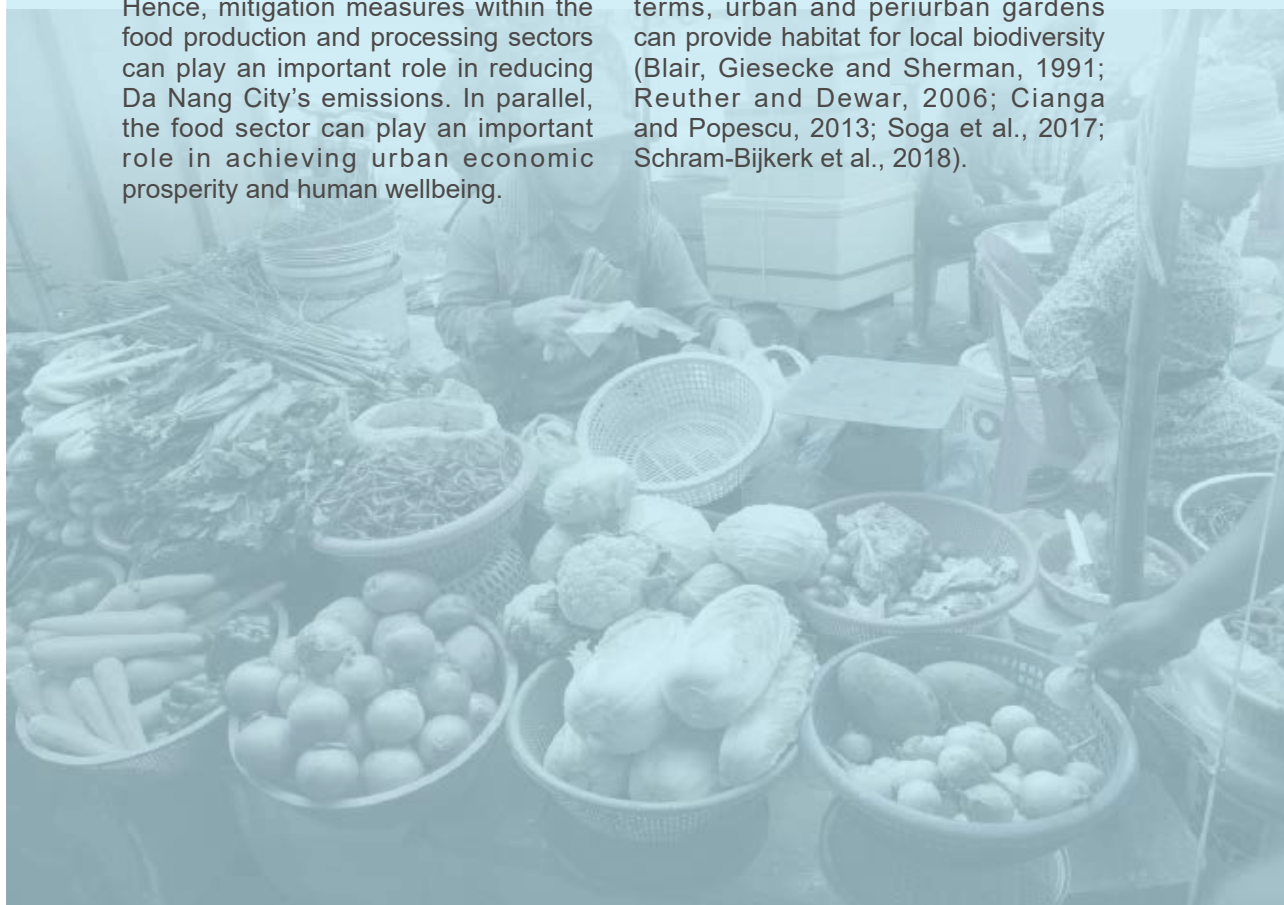 Hence, mitigation measures within the
food production and processing sectors
can play an important role in reducing
Da Nang City's emissions. In parallel,
the food sector can play an important
role in achieving urban economic
prosperity and human wellbeing.
terms, urban and periurban gardens
can provide habitat for local biodiversity
(Blair, Giesecke and Sherman, 1991;
Reuther and Dewar, 2006; Cianga
and Popescu, 2013; Soga et al., 2017;
Schram-Bijkerk et al., 2018).